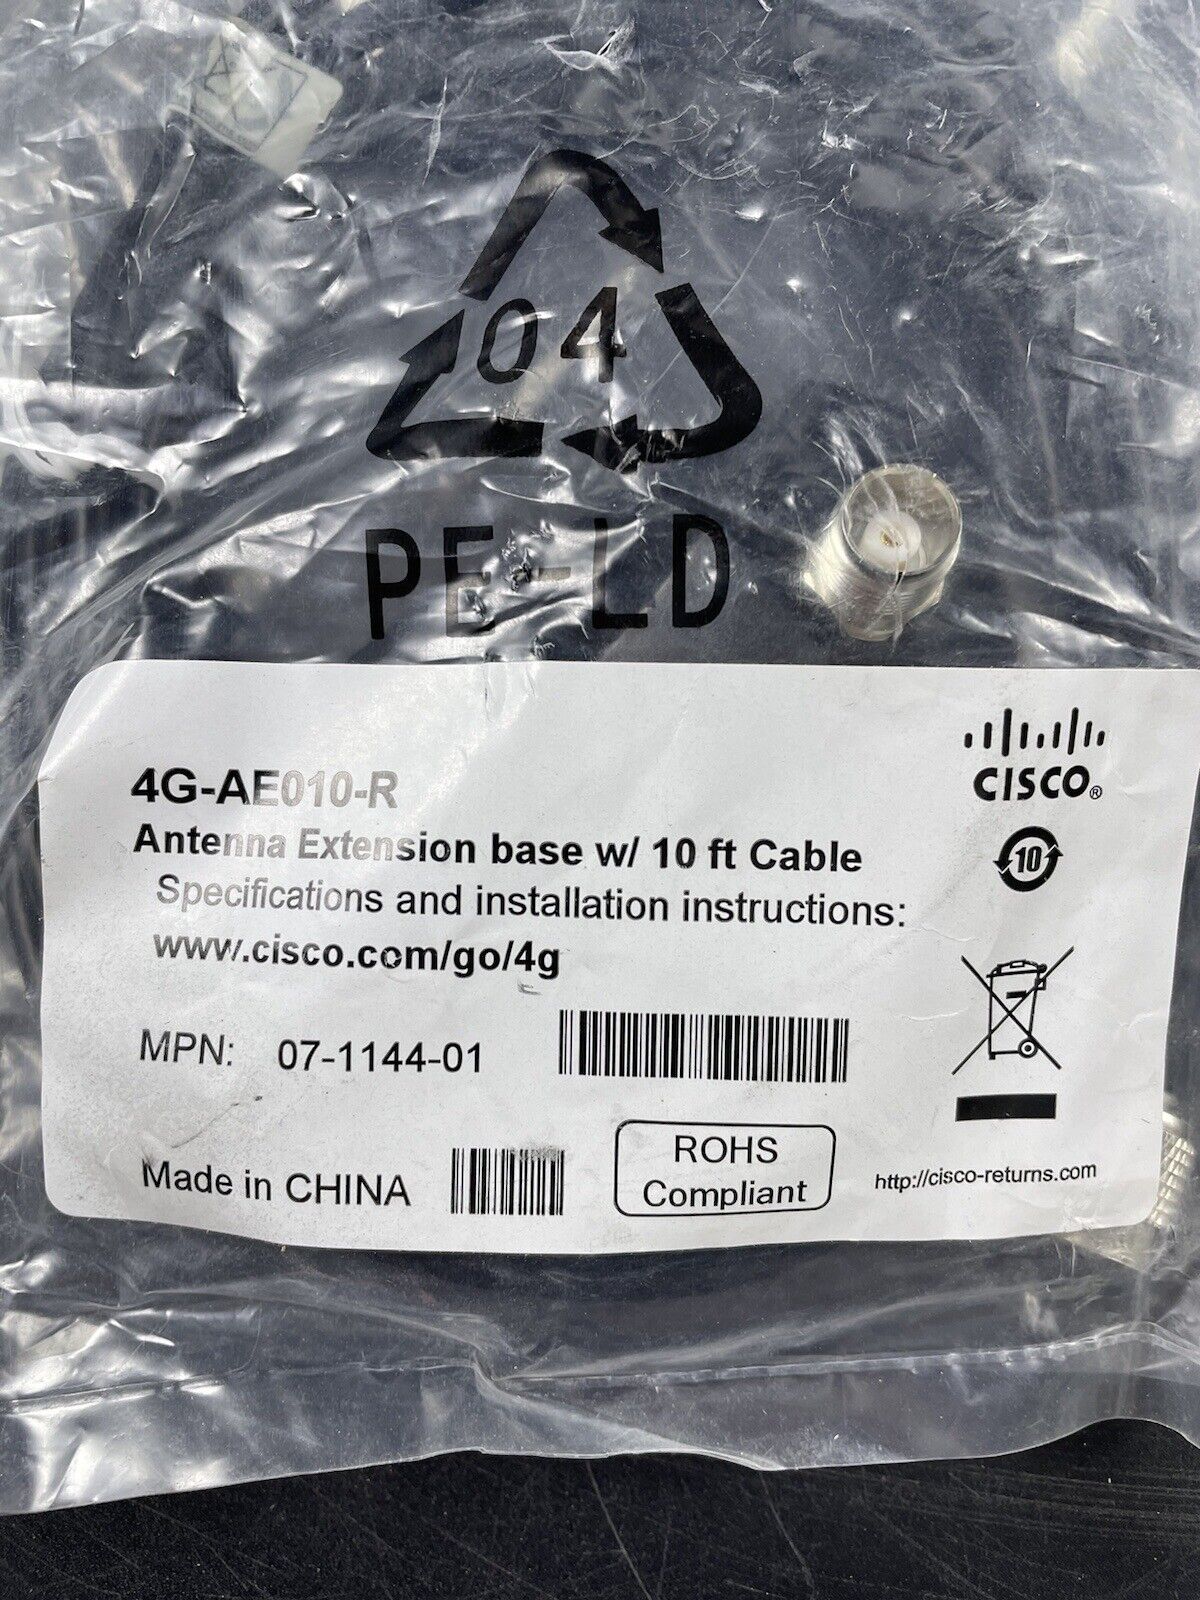 04
PE-LD
CISCO®
4G-AE010-R
Antenna Extension base w/ 10 ft Cable
10
Specifications and installation instructions:
www.cisco.com/go/4g
MPN: 07-1144-01
Made in CHINA
ROHS
Compliant
http://cisco-returns.com